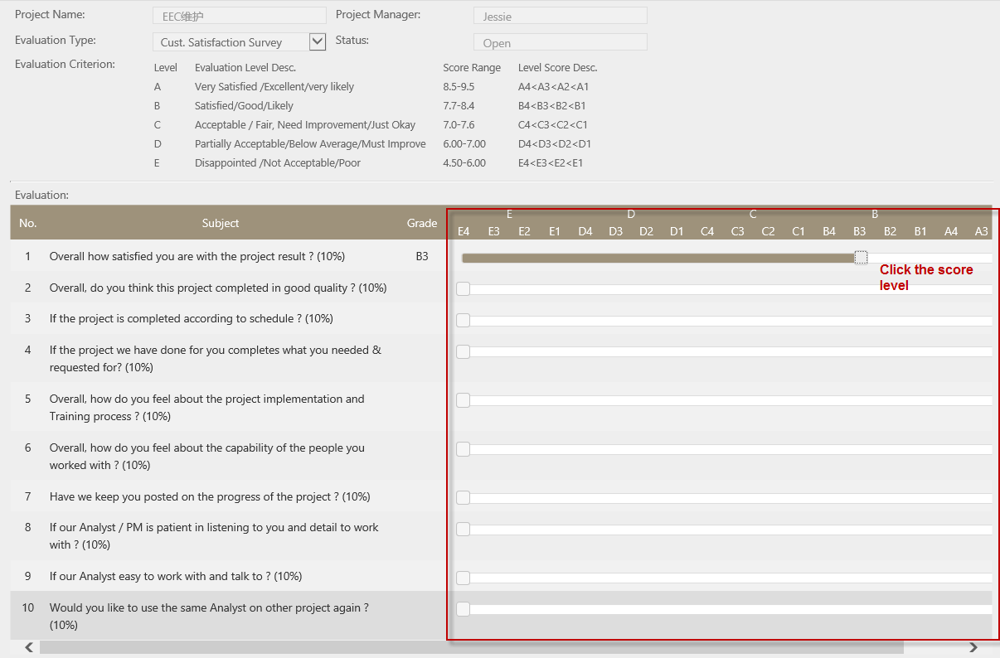 Project Name: EEC维护 Project Manager: Jessie
Evaluation Type: Cust. Satisfaction Survey Status: Open
Evaluation Criterion: Level Evaluation Level Desc. Score Range Level Score Desc.
A Very Satisfied /Excellent/very likely 8.5-9.5 A4<A3<A2<A1
B Satisfied/Good/Likely 7.7-8.4 B4<B3<B2<B1
C Acceptable / Fair, Need Improvement/Just Okay 7.0-7.6 C4<C3<C2<C1
D Partially Acceptable/Below Average/Must Improve 6.00-7.00 D4<D3<D2<D1
E Disappointed /Not Acceptable/Poor 4.50-6.00 E4<E3<E2<E1
Evaluation:
E D C B
No. Subject Grade E4 E3 E2 E1 D4 D3 D2 D1 C4 C3 C2 C1 B4 B3 B2 B1 A4 A3
1 Overall how satisfied you are with the project result ? (10%) B3
Click the score
level
2 Overall, do you think this project completed in good quality ? (10%)
3 If the project is completed according to schedule ? (10%)
4 If the project we have done for you completes what you needed &
requested for? (10%)
5 Overall, how do you feel about the project implementation and
Training process ? (10%)
6 Overall, how do you feel about the capability of the people you
worked with ? (10%)
7 Have we keep you posted on the progress of the project ? (10%)
8 If our Analyst / PM is patient in listening to you and detail to work
with ? (10%)
9 If our Analyst easy to work with and talk to ? (10%)
10 Would you like to use the same Analyst on other project again ?
(10%)